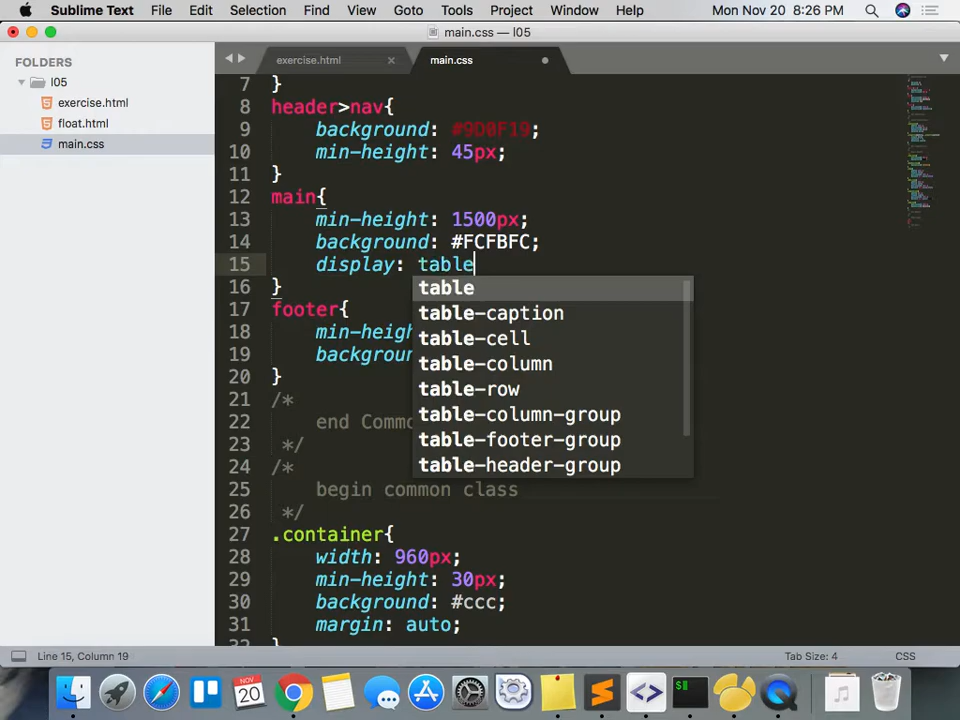 Sublime Text File Edit Selection Find Goto Tools Project Window Help Mon Nov 20 8:26 PM
main.css — l05
FOLDERS
l05
exercise.html
float.html
main.css
exercise.html × main.css
7 }
8 header>nav{
9 background: #9D0F19;
10 min-height: 45px;
11 }
12 main{
13 min-height: 1500px;
14 background: #FCFBFC;
15 display: table
16 }
17 footer{
18 min-heigh
19 backgroun
20 }
21 /*
22 end Commo
23 */
24 /*
25 begin common class
26 */
27 .container{
28 width: 960px;
29 min-height: 30px;
30 background: #ccc;
31 margin: auto;
table
table-caption
table-cell
table-column
table-row
table-column-group
table-footer-group
table-header-group
Line 15, Column 19 Tab Size: 4 CSS
NOV
20